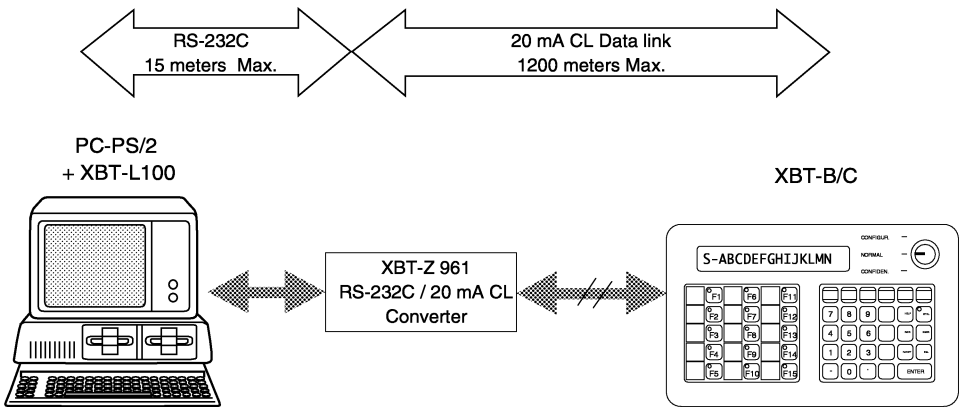 RS-232C
15 meters Max.
20 mA CL Data link
1200 meters Max.
PC-PS/2
+ XBT-L100
XBT-B/C
XBT-Z 961
RS-232C / 20 mA CL
Converter
S-ABCDEFGHIJKLMN
CONFIGUR.
NORMAL
CONFIDEN.
F1 F6 F11
F2 F7 F12
F3 F8 F13
F4 F9 F14
F5 F10 F15
7 8 9
4 5 6
1 2 3
- 0 .
ENTER